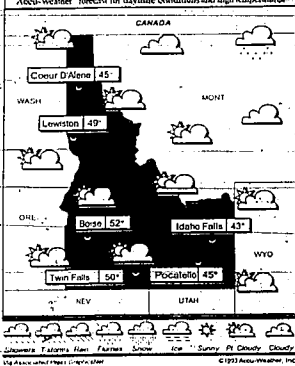 Accu-Weather® forecast for daytime conditions and high temperatures
CANADA
Coeur D'Alene 45°
WASH
MONT
Lewiston 49°
ORE
Boise 52°
Idaho Falls 43°
WYO
Twin Falls 50°
Pocatello 45°
NEV
UTAH
Showers T-storms Rain Flurries Snow Ice Sunny Pt. Cloudy Cloudy
Via Associated Press GraphicsNet
©1993 Accu-Weather, Inc.